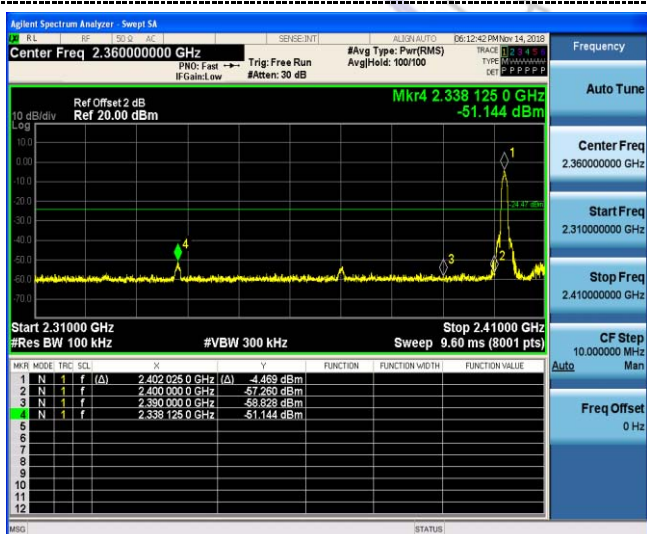 Agilent Spectrum Analyzer - Swept SA
RL RF 50 Ω AC SENSE:INT ALIGNAUTO 06:12:42 PM Nov 14, 2018
Center Freq 2.360000000 GHz #Avg Type: Pwr(RMS) TRACE 1 2 3 4 5 6
PNO: Fast Trig: Free Run Avg|Hold: 100/100 TYPE
IFGain:Low #Atten: 30 dB DET P P P P P P
Mkr4 2.338 125 0 GHz
-51.144 dBm
Ref Offset 2 dB
10 dB/div Ref 20.00 dBm
Log
10.0
0.00
-10.0
-20.0
-30.0
-40.0
-50.0
-60.0
-70.0
1
-24.47 dBm
4
3
2
Start 2.31000 GHz Stop 2.41000 GHz
#Res BW 100 kHz #VBW 300 kHz Sweep 9.60 ms (8001 pts)
MKR MODE TRC SCL X Y FUNCTION FUNCTION WIDTH FUNCTION VALUE
1 N 1 f (Δ) 2.402 025 0 GHz (Δ) -4.469 dBm
2 N 1 f 2.400 000 0 GHz -57.260 dBm
3 N 1 f 2.390 000 0 GHz -58.828 dBm
4 N 1 f 2.338 125 0 GHz -51.144 dBm
5
6
7
8
9
10
11
12
MSG STATUS
Frequency
Auto Tune
Center Freq
2.360000000 GHz
Start Freq
2.310000000 GHz
Stop Freq
2.410000000 GHz
CF Step
10.000000 MHz
Auto Man
Freq Offset
0 Hz